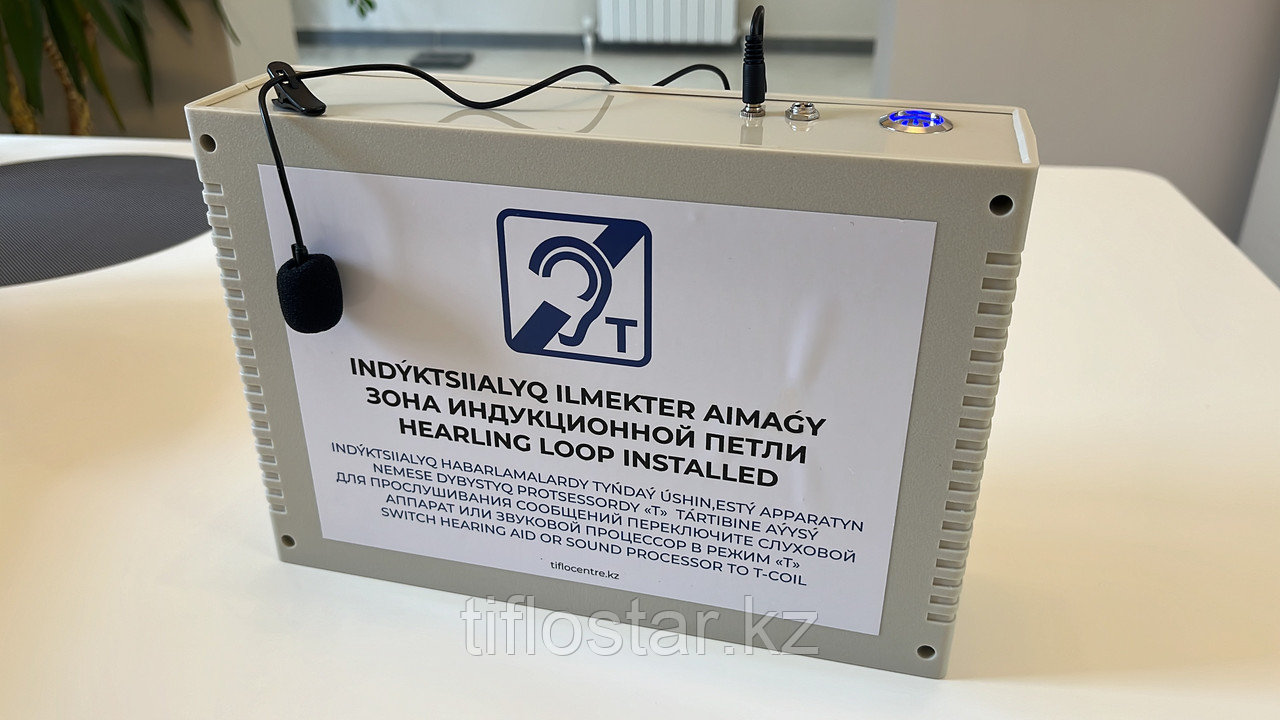 T
INDÝKTSIIALYQ ILMEKTER AIMAǴY
ЗОНА ИНДУКЦИОННОЙ ПЕТЛИ
HEARLING LOOP INSTALLED
INDÝKTSIIALYQ HABARLAMALARDY TYŃDAÝ ÚSHIN,ESTÝ APPARATYN
NEMESE DYBYSTYQ PROTSESSORDY «T» TÁRTIBINE AÝYSÝ
ДЛЯ ПРОСЛУШИВАНИЯ СООБЩЕНИЙ ПЕРЕКЛЮЧИТЕ СЛУХОВОЙ
АППАРАТ ИЛИ ЗВУКОВОЙ ПРОЦЕССОР В РЕЖИМ «Т»
SWITCH HEARING AID OR SOUND PROCESSOR TO T-COIL
tiflocentre.kz
tiflostar.kz